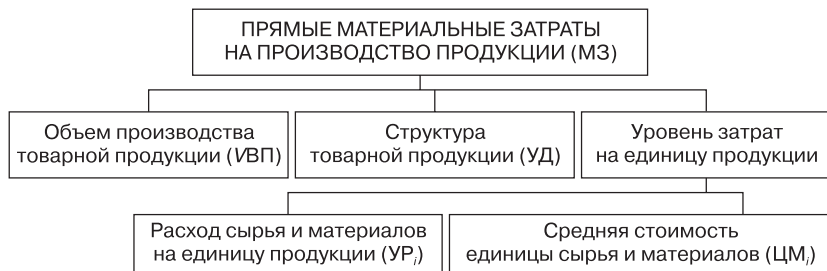 ПРЯМЫЕ МАТЕРИАЛЬНЫЕ ЗАТРАТЫ
НА ПРОИЗВОДСТВО ПРОДУКЦИИ (МЗ)
Объем производства
товарной продукции (VВП)
Структура
товарной продукции (УД)
Уровень затрат
на единицу продукции
Расход сырья и материалов
на единицу продукции (УРi)
Средняя стоимость
единицы сырья и материалов (ЦМi)